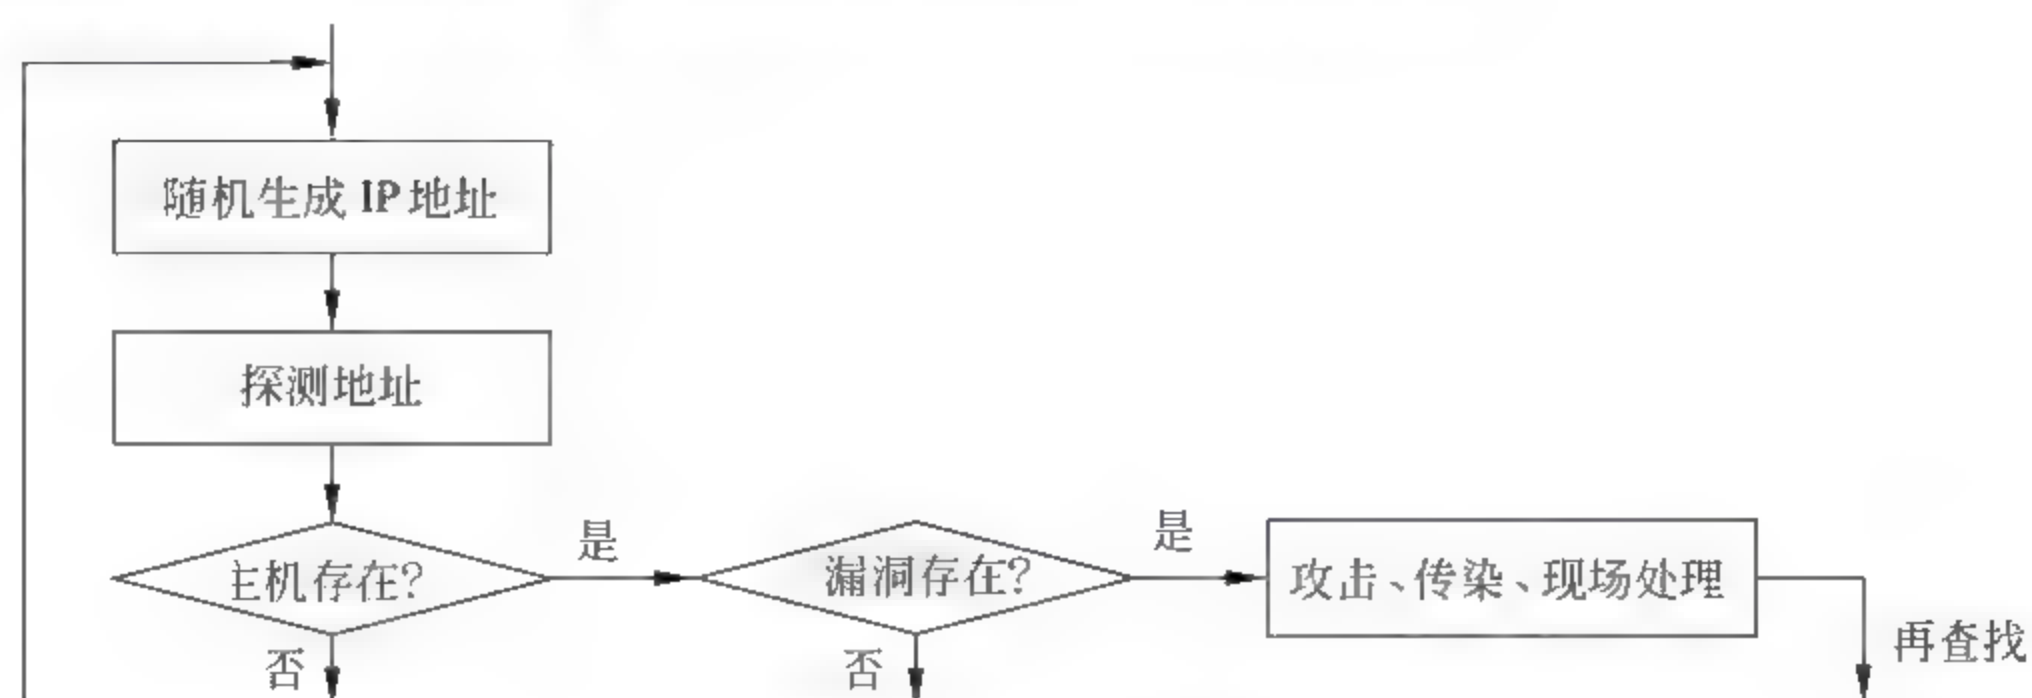 随机生成 IP 地址
探测地址
主机存在?
是
漏洞存在?
是
攻击、传染、现场处理
再查找
否
否